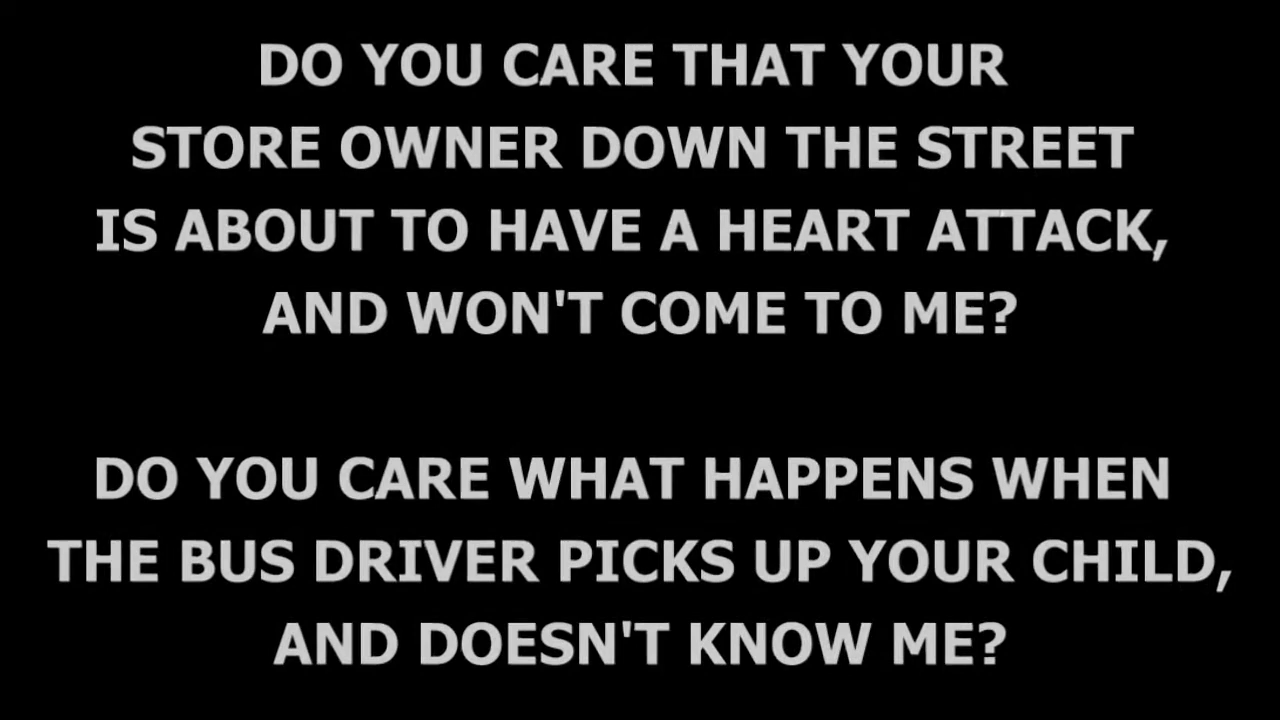 DO YOU CARE THAT YOUR
STORE OWNER DOWN THE STREET
IS ABOUT TO HAVE A HEART ATTACK,
AND WON'T COME TO ME?
DO YOU CARE WHAT HAPPENS WHEN
THE BUS DRIVER PICKS UP YOUR CHILD,
AND DOESN'T KNOW ME?